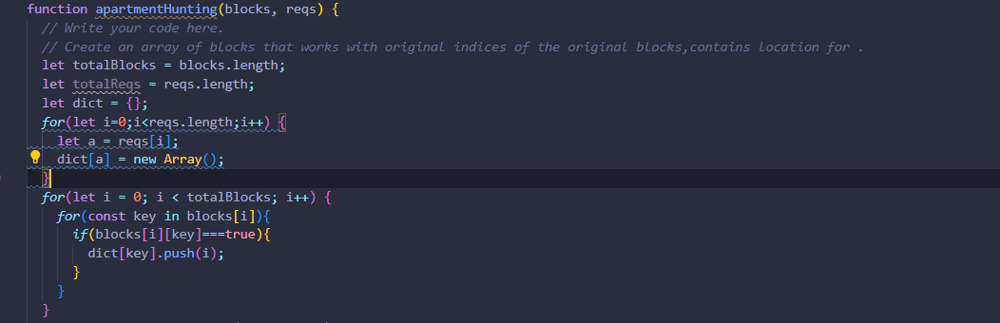 function apartmentHunting(blocks, reqs) {
// Write your code here.
// Create an array of blocks that works with original indices of the original blocks,contains location for .
let totalBlocks = blocks.length;
let totalReqs = reqs.length;
let dict = {};
for(let i=0;i<reqs.length;i++) {
let a = reqs[i];
dict[a] = new Array();
}
for(let i = 0; i < totalBlocks; i++) {
for(const key in blocks[i]){
if(blocks[i][key]===true){
dict[key].push(i);
}
}
}